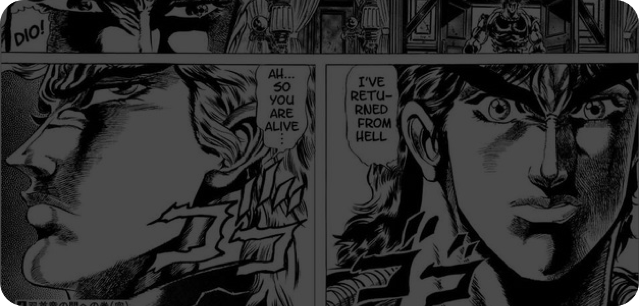 DIO!
I'VE
RETU-
RNED
FROM
HELL
AH...
SO
YOU
ARE
ALIVE
...